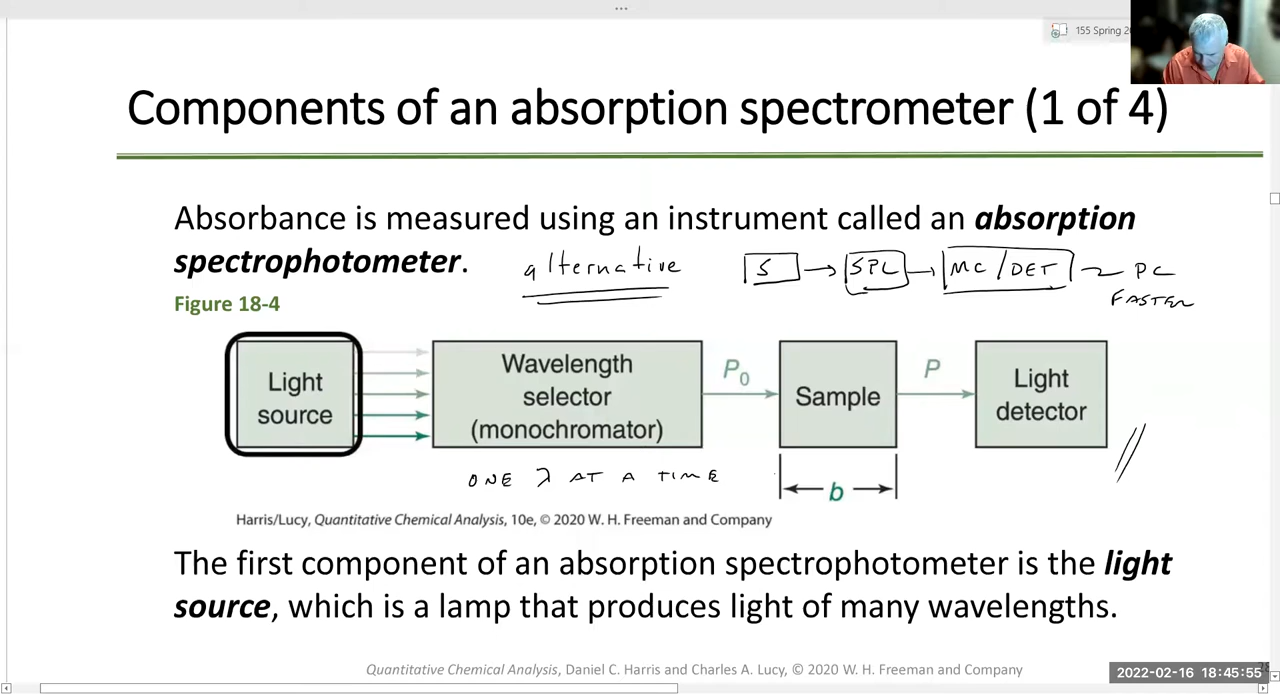 155 Spring 20
Components of an absorption spectrometer (1 of 4)
Absorbance is measured using an instrument called an absorption
spectrophotometer.
alternative
S → SPL → MC/DET ~ PC
FASTER
Figure 18-4
Light
source
Wavelength
selector
(monochromator)
P0
Sample
P
Light
detector
ONE λ AT A TIME
b
Harris/Lucy, Quantitative Chemical Analysis, 10e, © 2020 W. H. Freeman and Company
The first component of an absorption spectrophotometer is the light
source, which is a lamp that produces light of many wavelengths.
Quantitative Chemical Analysis, Daniel C. Harris and Charles A. Lucy, © 2020 W. H. Freeman and Company
2022-02-16 18:45:55